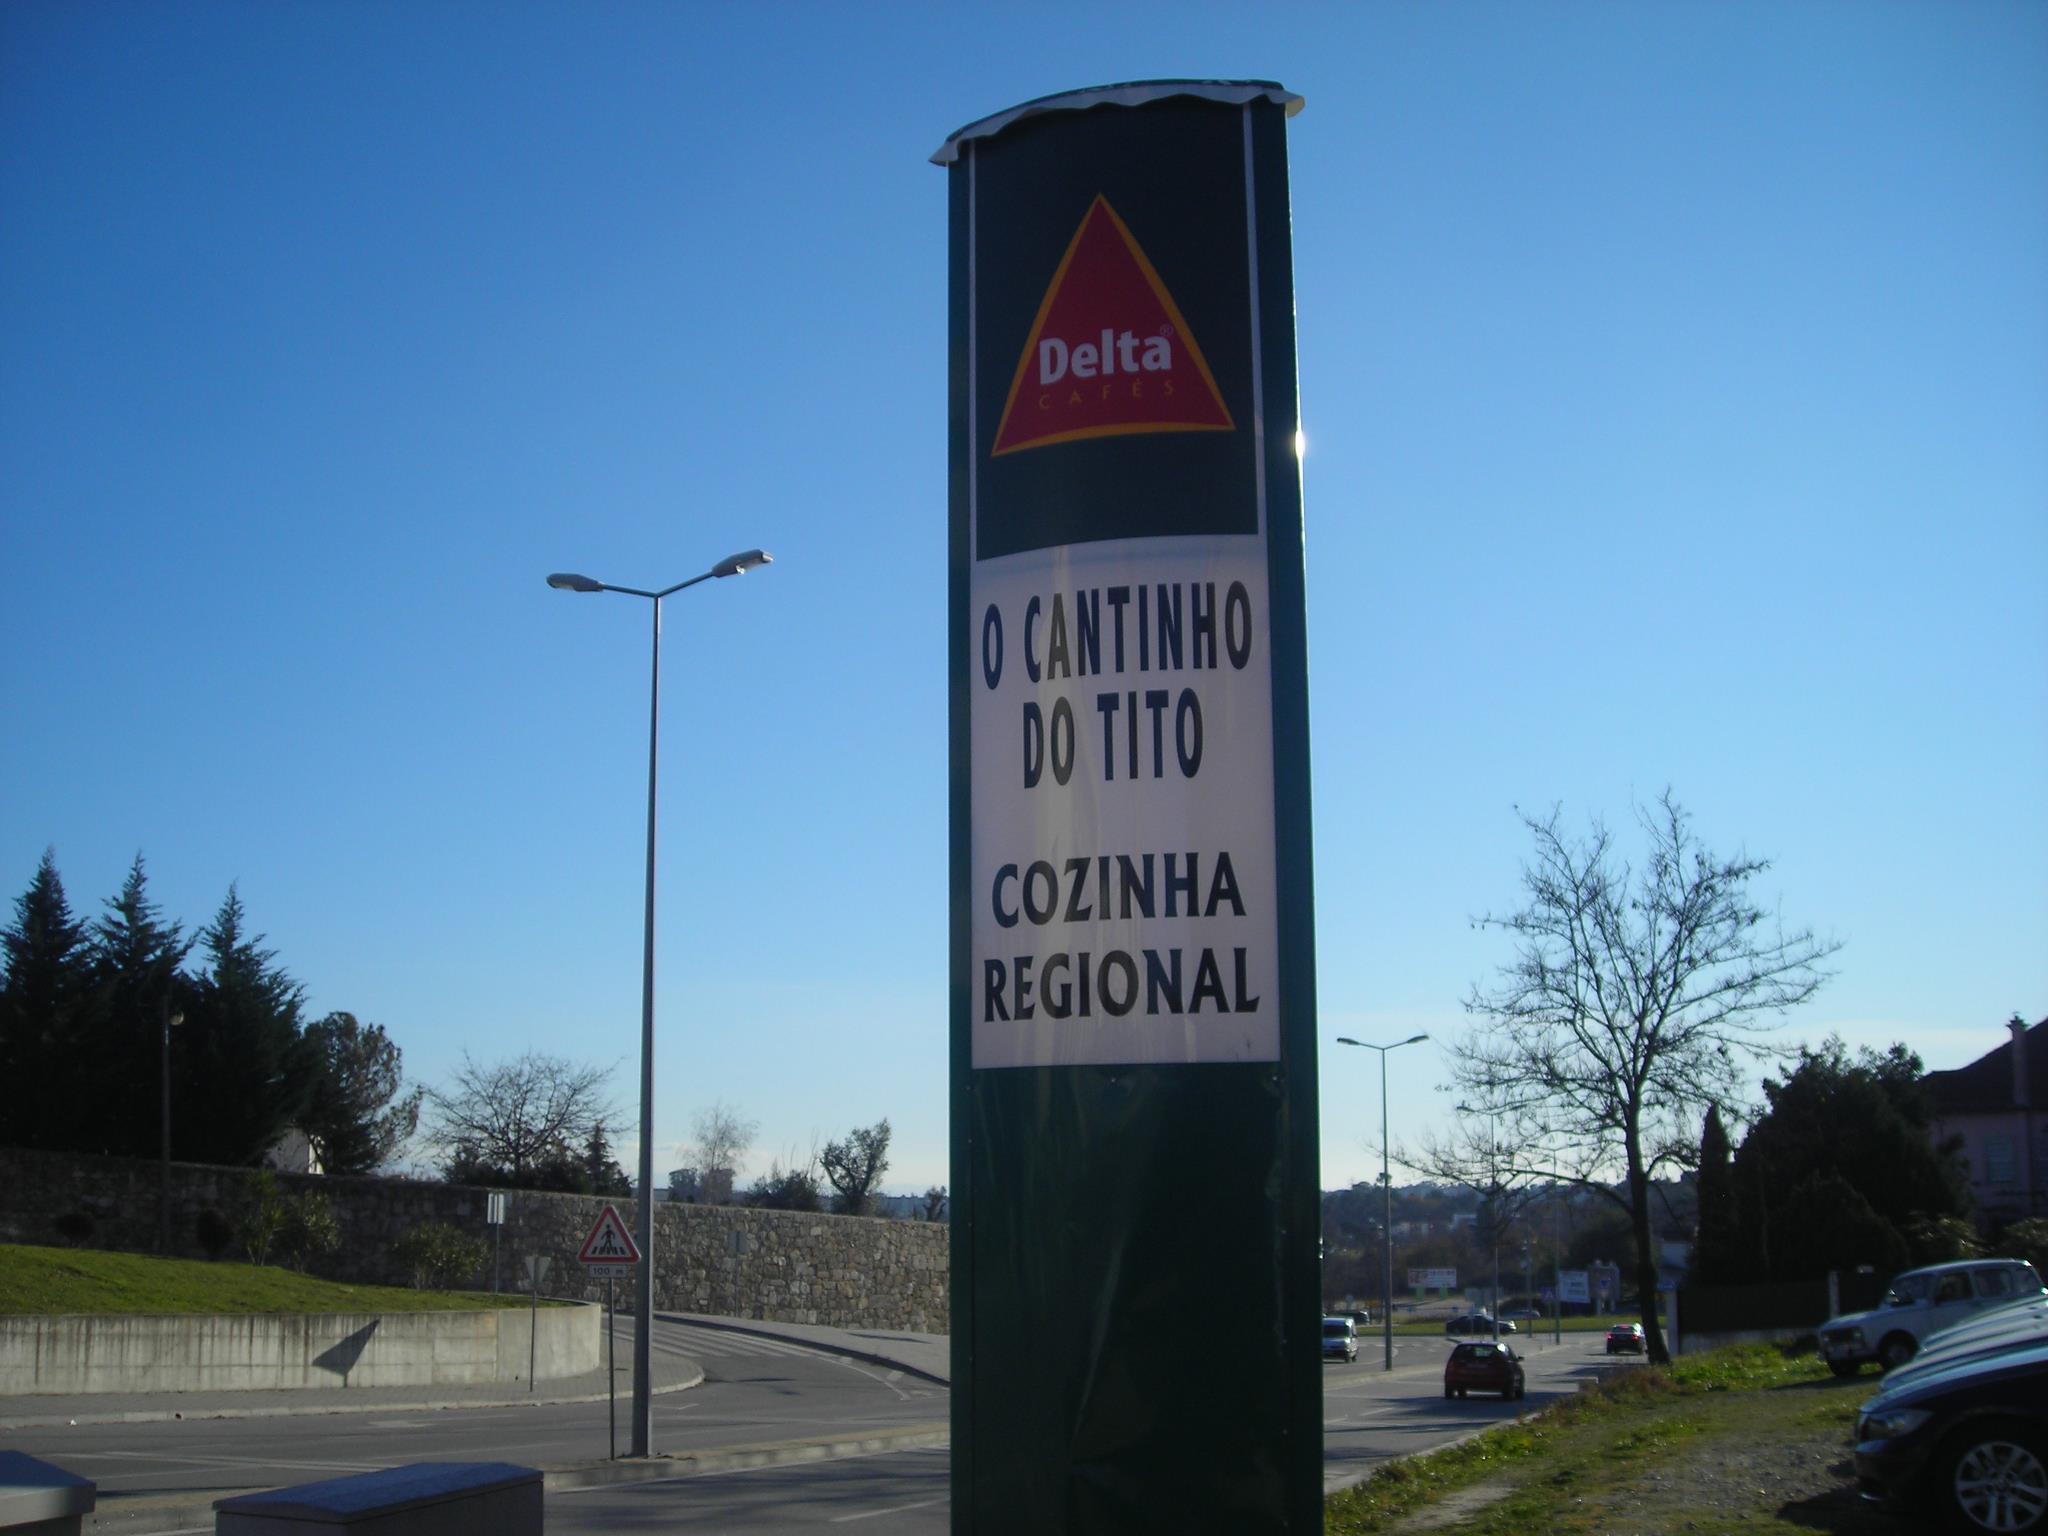 Delta®
CAFÉS
O CANTINHO
DO TITO
COZINHA
REGIONAL
100 m